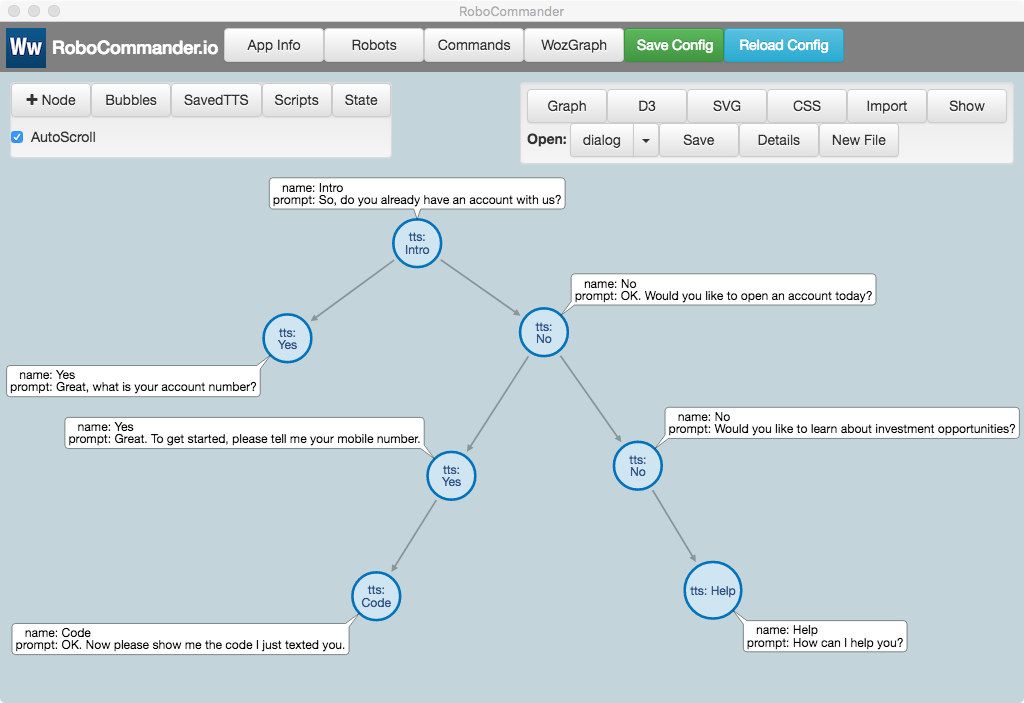 RoboCommander
Ww RoboCommander.io App Info Robots Commands WozGraph Save Config Reload Config
+ Node Bubbles SavedTTS Scripts State
AutoScroll
Graph D3 SVG CSS Import Show
Open: dialog Save Details New File
name: Intro
prompt: So, do you already have an account with us?
tts:
Intro
name: No
prompt: OK. Would you like to open an account today?
tts:
No
tts:
Yes
name: Yes
prompt: Great, what is your account number?
name: Yes
prompt: Great. To get started, please tell me your mobile number.
name: No
prompt: Would you like to learn about investment opportunities?
tts:
Yes
tts:
No
tts:
Code
tts: Help
name: Code
prompt: OK. Now please show me the code I just texted you.
name: Help
prompt: How can I help you?